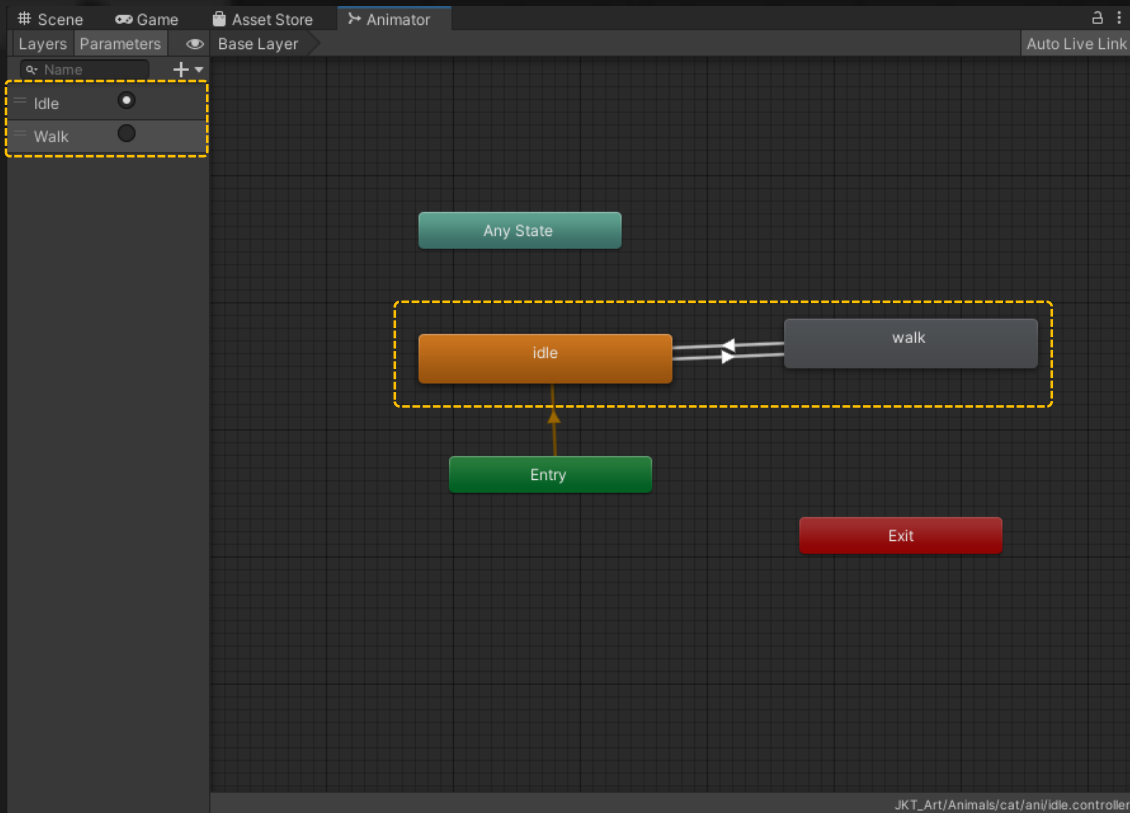 Scene Game Asset Store Animator
Layers Parameters Base Layer Auto Live Link
Name
Idle
Walk
Any State
idle
walk
Entry
Exit
JKT_Art/Animals/cat/ani/idle.controller